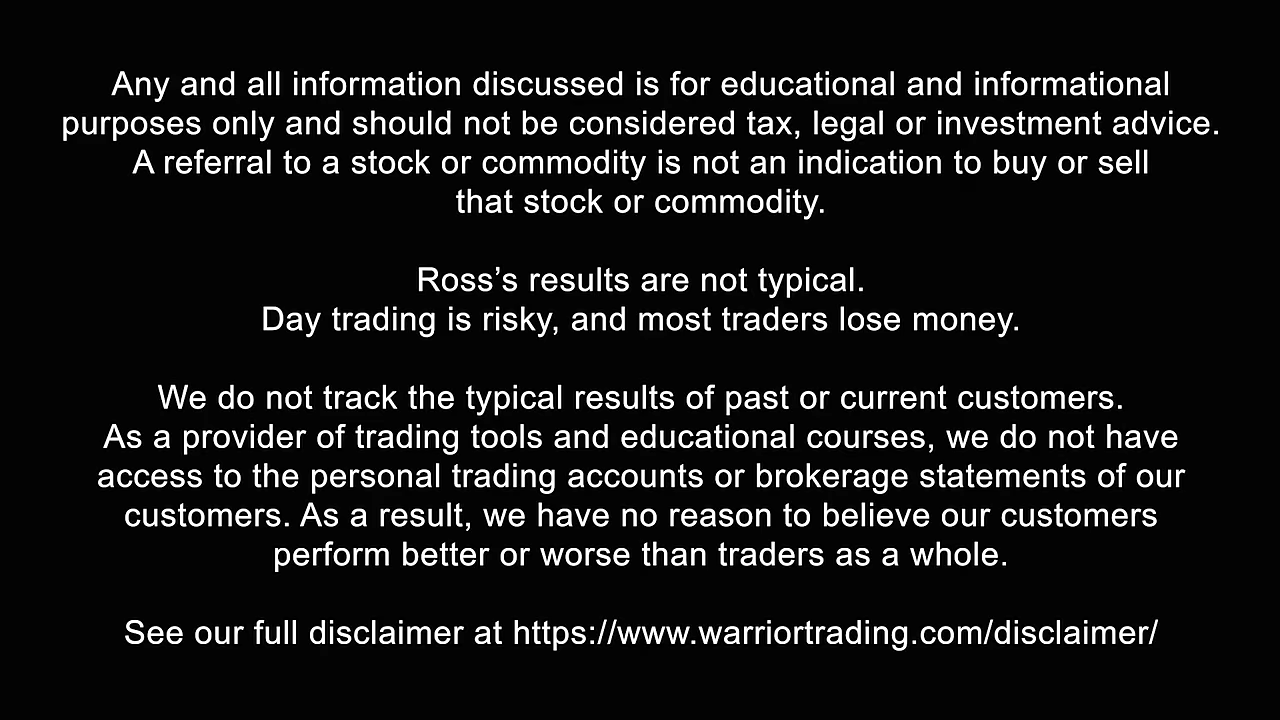 Any and all information discussed is for educational and informational
purposes only and should not be considered tax, legal or investment advice.
A referral to a stock or commodity is not an indication to buy or sell
that stock or commodity.
Ross’s results are not typical.
Day trading is risky, and most traders lose money.
We do not track the typical results of past or current customers.
As a provider of trading tools and educational courses, we do not have
access to the personal trading accounts or brokerage statements of our
customers. As a result, we have no reason to believe our customers
perform better or worse than traders as a whole.
See our full disclaimer at https://www.warriortrading.com/disclaimer/